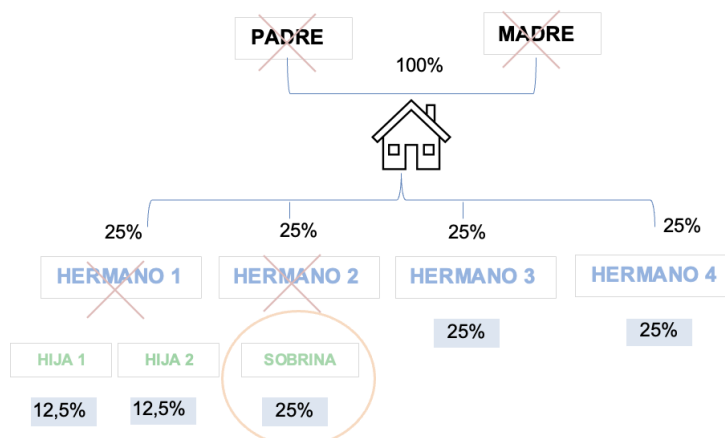 PADRE
MADRE
100%
25%
25%
25%
25%
HERMANO 1
HERMANO 2
HERMANO 3
HERMANO 4
25%
25%
HIJA 1
HIJA 2
SOBRINA
12,5%
12,5%
25%